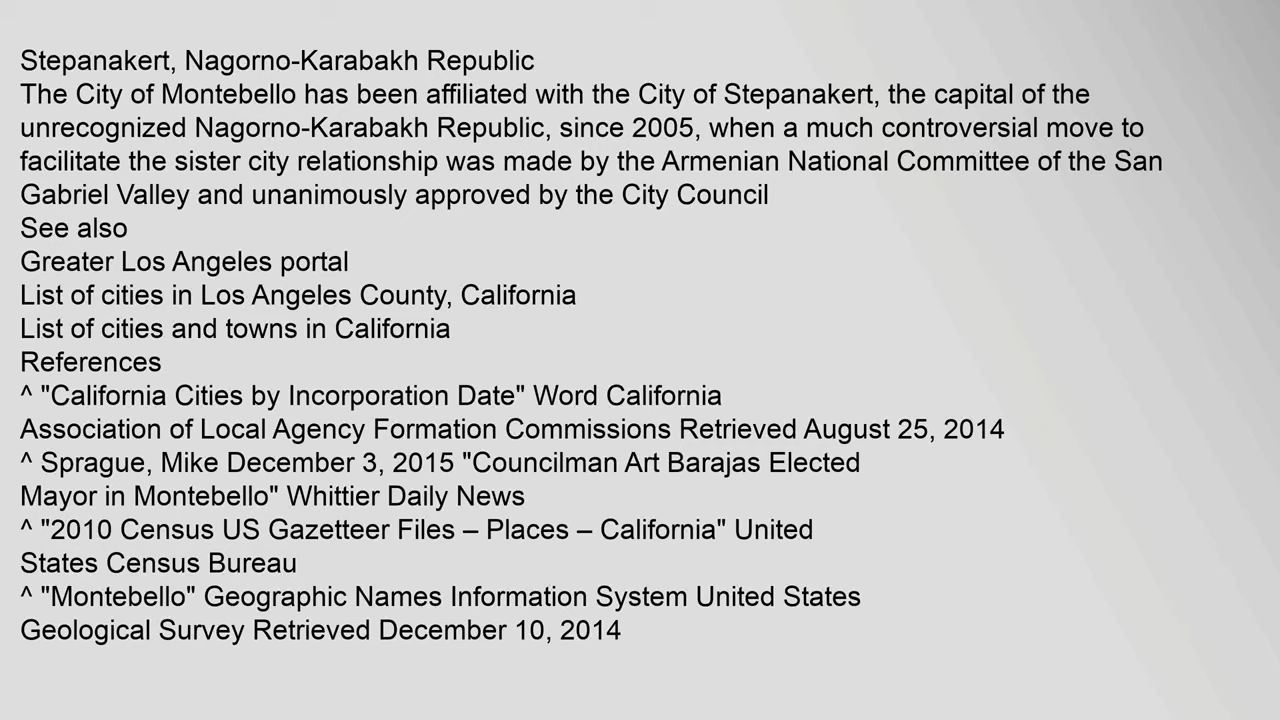 Stepanakert, Nagorno-Karabakh Republic
The City of Montebello has been affiliated with the City of Stepanakert, the capital of the
unrecognized Nagorno-Karabakh Republic, since 2005, when a much controversial move to
facilitate the sister city relationship was made by the Armenian National Committee of the San
Gabriel Valley and unanimously approved by the City Council
See also
Greater Los Angeles portal
List of cities in Los Angeles County, California
List of cities and towns in California
References
^ "California Cities by Incorporation Date" Word California
Association of Local Agency Formation Commissions Retrieved August 25, 2014
^ Sprague, Mike December 3, 2015 "Councilman Art Barajas Elected
Mayor in Montebello" Whittier Daily News
^ "2010 Census US Gazetteer Files – Places – California" United
States Census Bureau
^ "Montebello" Geographic Names Information System United States
Geological Survey Retrieved December 10, 2014